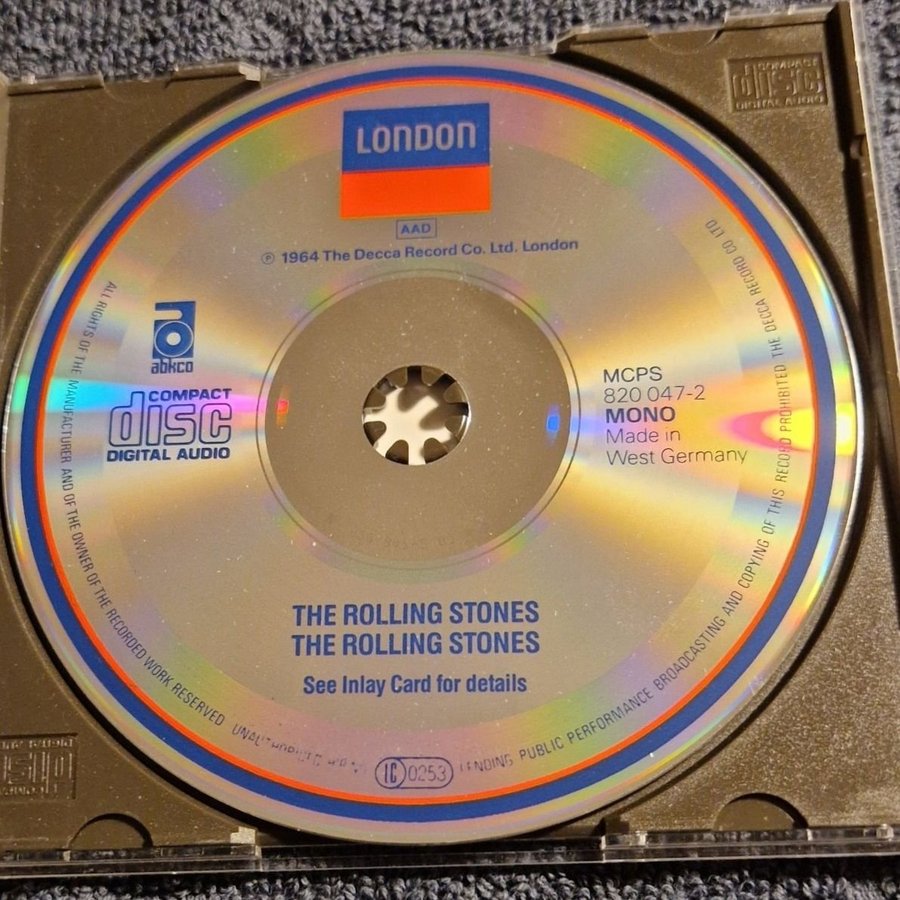 COMPACT
disc
DIGITAL AUDIO
LONDON
AAD
℗ 1964 The Decca Record Co. Ltd. London
abkco
COMPACT
disc
DIGITAL AUDIO
MCPS
820 047-2
MONO
Made in
West Germany
THE ROLLING STONES
THE ROLLING STONES
See Inlay Card for details
ALL RIGHTS OF THE MANUFACTURER AND OF THE OWNER OF THE RECORDED WORK RESERVED
LENDING PUBLIC PERFORMANCE BROADCASTING AND COPYING OF THIS RECORD PROHIBITED THE DECCA RECORD CO LTD
IC 0253
disc